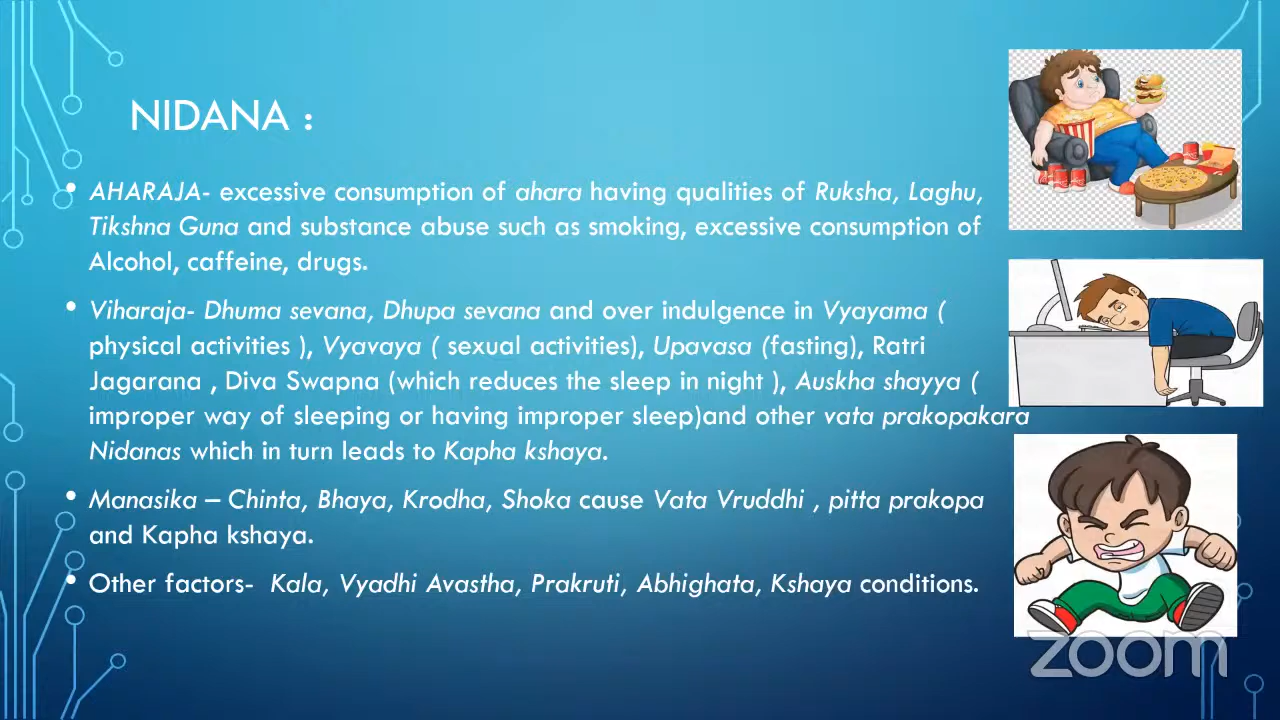 NIDANA :
• AHARAJA- excessive consumption of ahara having qualities of Ruksha, Laghu,
Tikshna Guna and substance abuse such as smoking, excessive consumption of
Alcohol, caffeine, drugs.
• Viharaja- Dhuma sevana, Dhupa sevana and over indulgence in Vyayama (
physical activities ), Vyavaya ( sexual activities), Upavasa (fasting), Ratri
Jagarana , Diva Swapna (which reduces the sleep in night ), Auskha shayya (
improper way of sleeping or having improper sleep)and other vata prakopakara
Nidanas which in turn leads to Kapha kshaya.
• Manasika – Chinta, Bhaya, Krodha, Shoka cause Vata Vruddhi , pitta prakopa
and Kapha kshaya.
• Other factors- Kala, Vyadhi Avastha, Prakruti, Abhighata, Kshaya conditions.
zoom